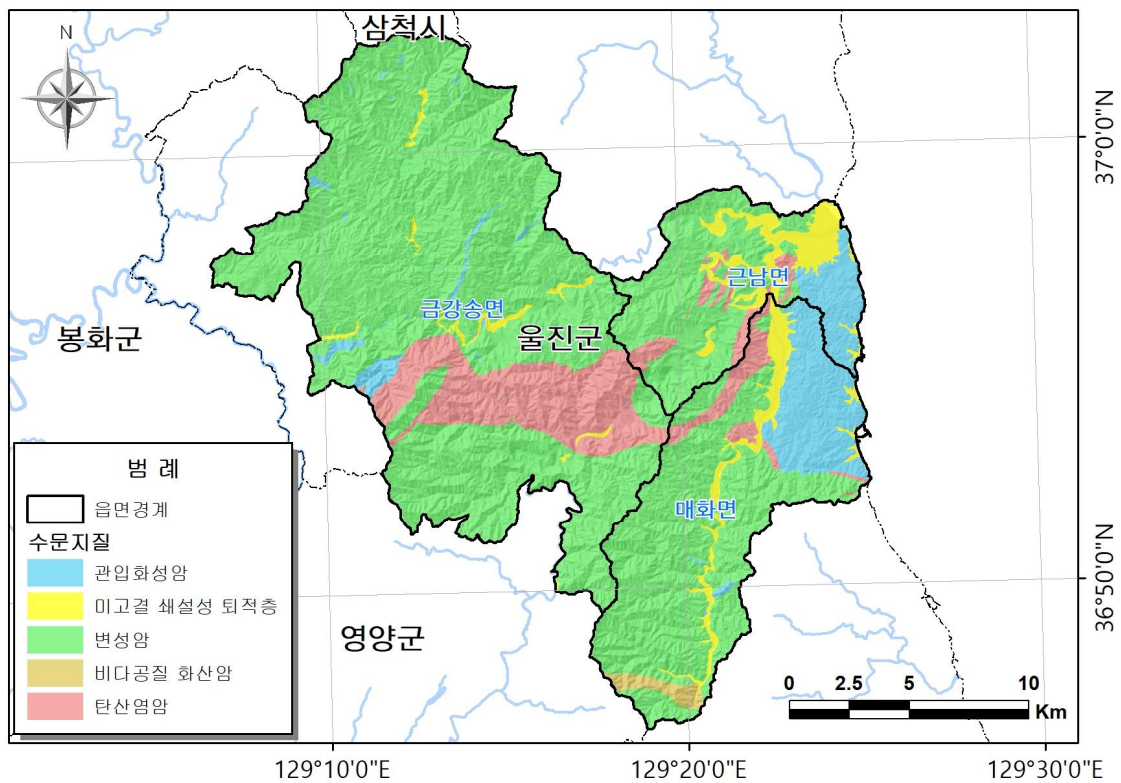 삼척시
N
37°0'0"N
근남면
금강송면
울진군
봉화군
범 례
읍면경계
수문지질
관입화성암
미고결 쇄설성 퇴적층
변성암
비다공질 화산암
탄산염암
매화면
36°50'0"N
영양군
0 2.5 5 10
Km
129°10'0"E 129°20'0"E 129°30'0"E